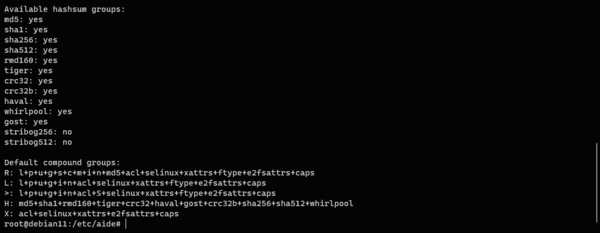 Available hashsum groups:
md5: yes
sha1: yes
sha256: yes
sha512: yes
rmd160: yes
tiger: yes
crc32: yes
crc32b: yes
haval: yes
whirlpool: yes
gost: yes
stribog256: no
stribog512: no
Default compound groups:
R: l+p+u+g+s+c+m+i+n+md5+acl+selinux+xattrs+ftype+e2fsattrs+caps
L: l+p+u+g+i+n+acl+selinux+xattrs+ftype+e2fsattrs+caps
>: l+p+u+g+i+n+acl+S+selinux+xattrs+ftype+e2fsattrs+caps
H: md5+sha1+rmd160+tiger+crc32+haval+gost+crc32b+sha256+sha512+whirlpool
X: acl+selinux+xattrs+e2fsattrs+caps
root@debian11:/etc/aide#